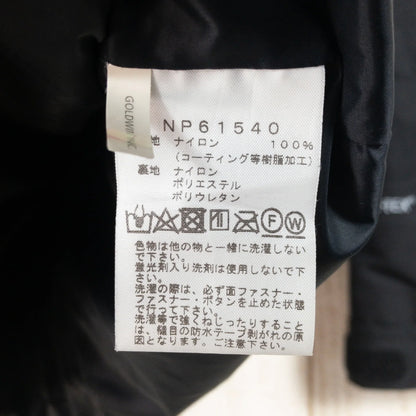 GOLDWIN
NP61540
地 ナイロン 100%
(コーティング等樹脂加工)
裏地 ナイロン
ポリエステル
ポリウレタン
色物は他の物と一緒に洗濯しない
で下さい。
蛍光剤入り洗剤は使用しないで下
さい。
洗濯の際は、必ず面ファスナー・
ファスナー・ボタンを止めた状態
で行って下さい。
洗濯等で強くねじったりすること
は、縫目の防水テープ剥がれの原
因となります。ご注意下さい。